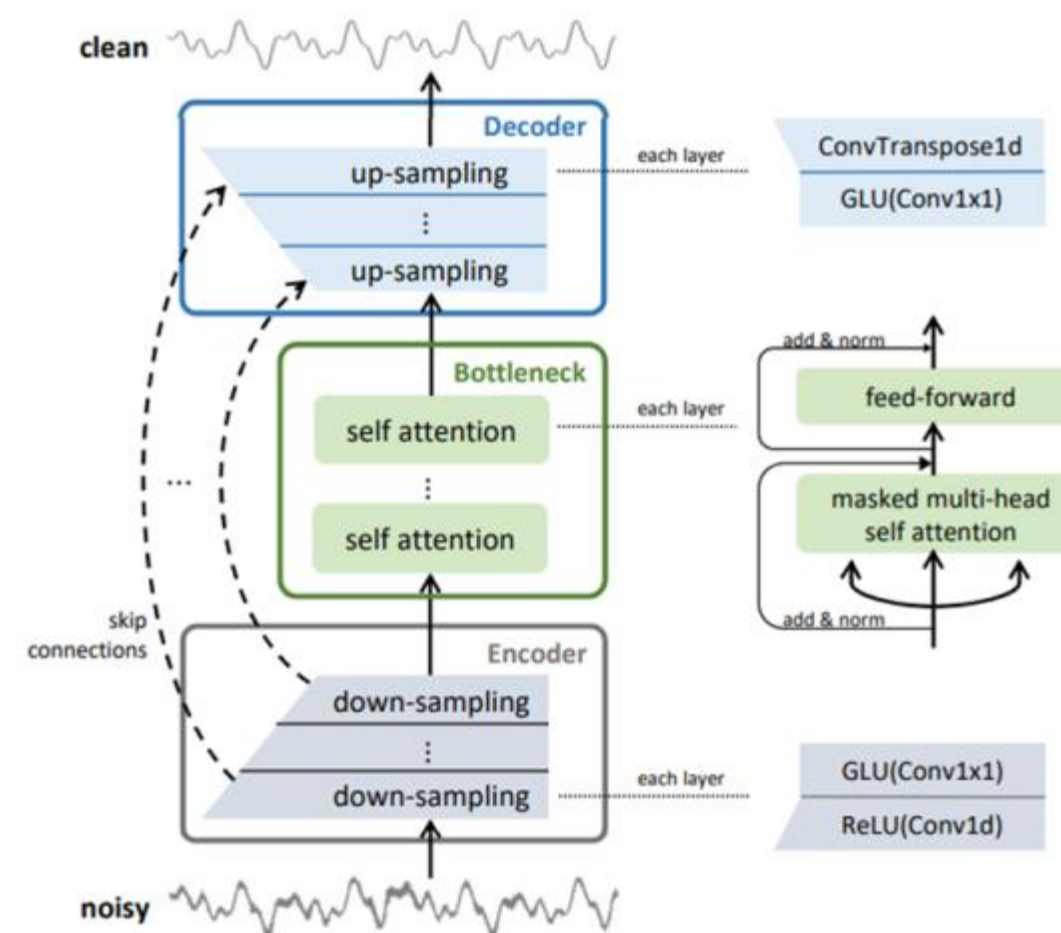 clean
Decoder
up-sampling
⋮
up-sampling
each layer
ConvTranspose1d
GLU(Conv1x1)
Bottleneck
self attention
⋮
self attention
each layer
add & norm
feed-forward
masked multi-head
self attention
add & norm
...
skip
connections
Encoder
down-sampling
⋮
down-sampling
each layer
GLU(Conv1x1)
ReLU(Conv1d)
noisy